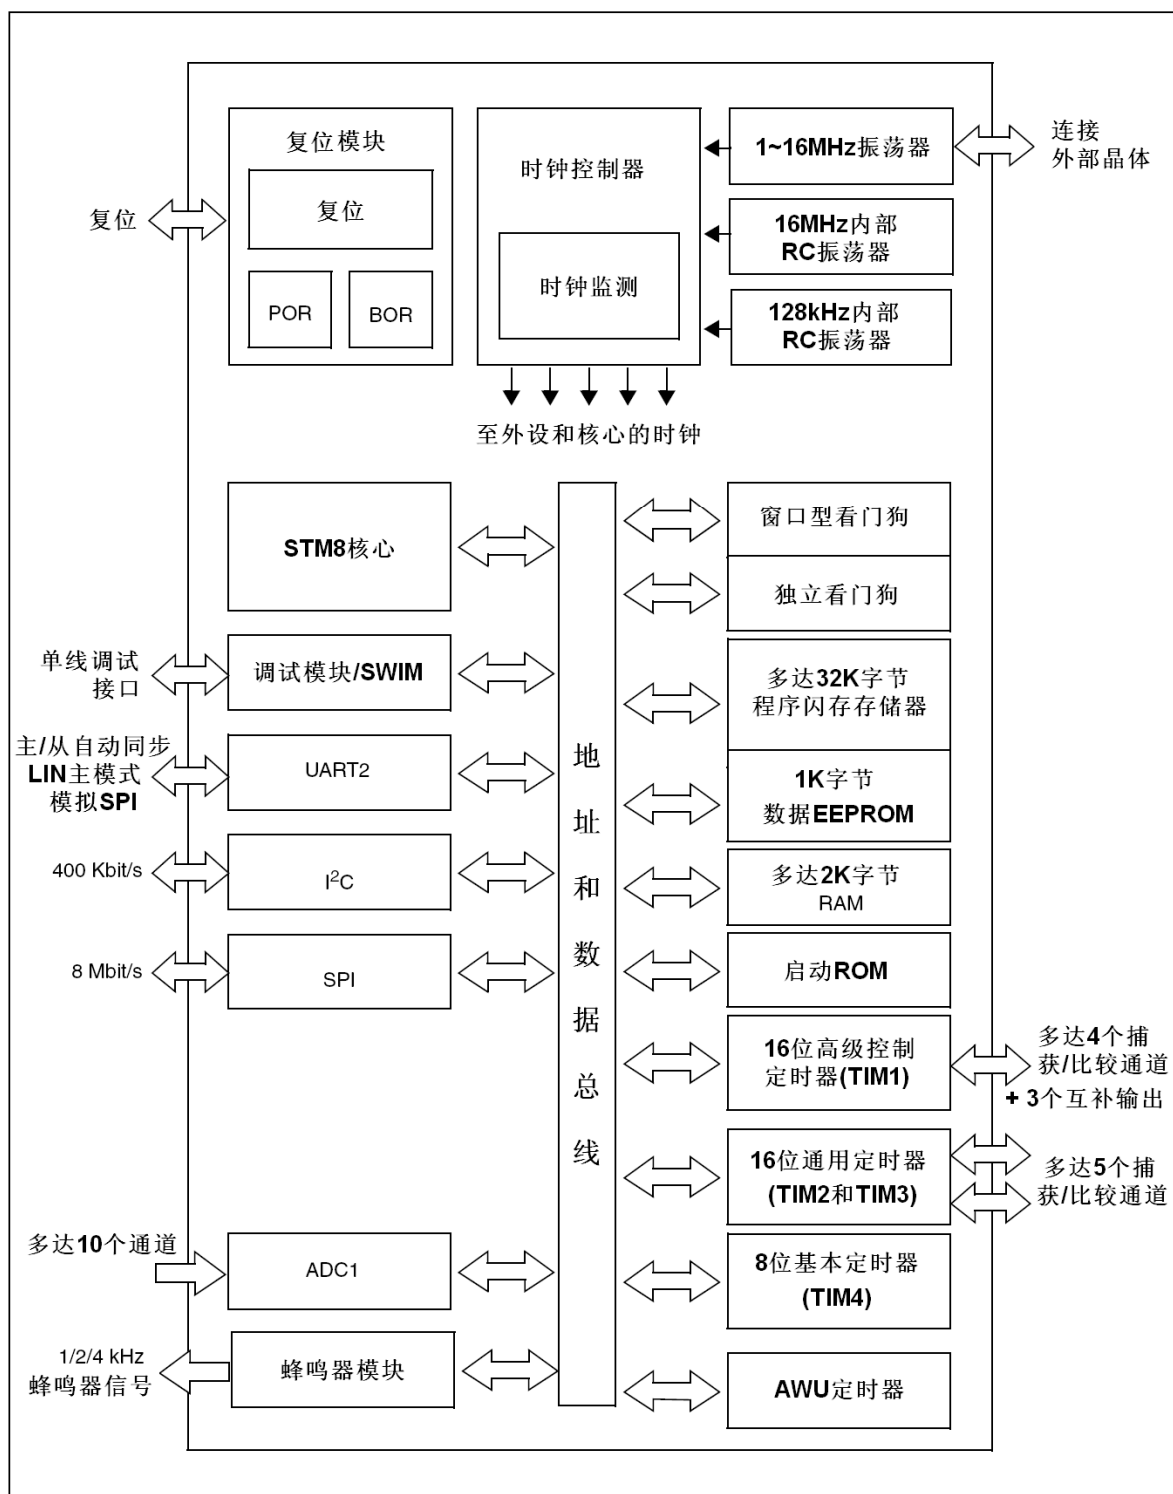 复位模块
复位
POR
BOR
复位
时钟控制器
时钟监测
1~16MHz振荡器
连接
外部晶体
16MHz内部
RC振荡器
128kHz内部
RC振荡器
至外设和核心的时钟
STM8核心
单线调试
接口
调试模块/SWIM
主/从自动同步
LIN主模式
模拟SPI
UART2
400 Kbit/s
I²C
8 Mbit/s
SPI
多达10个通道
ADC1
1/2/4 kHz
蜂鸣器信号
蜂鸣器模块
地址和数据总线
窗口型看门狗
独立看门狗
多达32K字节
程序闪存存储器
1K字节
数据EEPROM
多达2K字节
RAM
启动ROM
16位高级控制
定时器(TIM1)
多达4个捕
获/比较通道
+ 3个互补输出
16位通用定时器
(TIM2和TIM3)
多达5个捕
获/比较通道
8位基本定时器
(TIM4)
AWU定时器